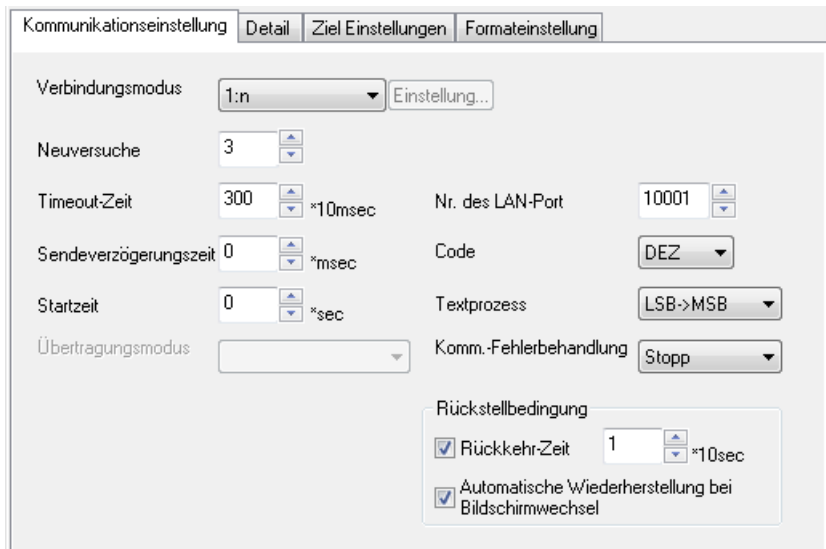 Kommunikationseinstellung Detail Ziel Einstellungen Formateinstellung
Verbindungsmodus 1:n Einstellung...
Neuversuche 3
Timeout-Zeit 300 *10msec Nr. des LAN-Port 10001
Sendeverzögerungszeit 0 *msec Code DEZ
Startzeit 0 *sec Textprozess LSB->MSB
Übertragungsmodus Komm.-Fehlerbehandlung Stopp
Rückstellbedingung
Rückkehr-Zeit 1 *10sec
Automatische Wiederherstellung bei
Bildschirmwechsel